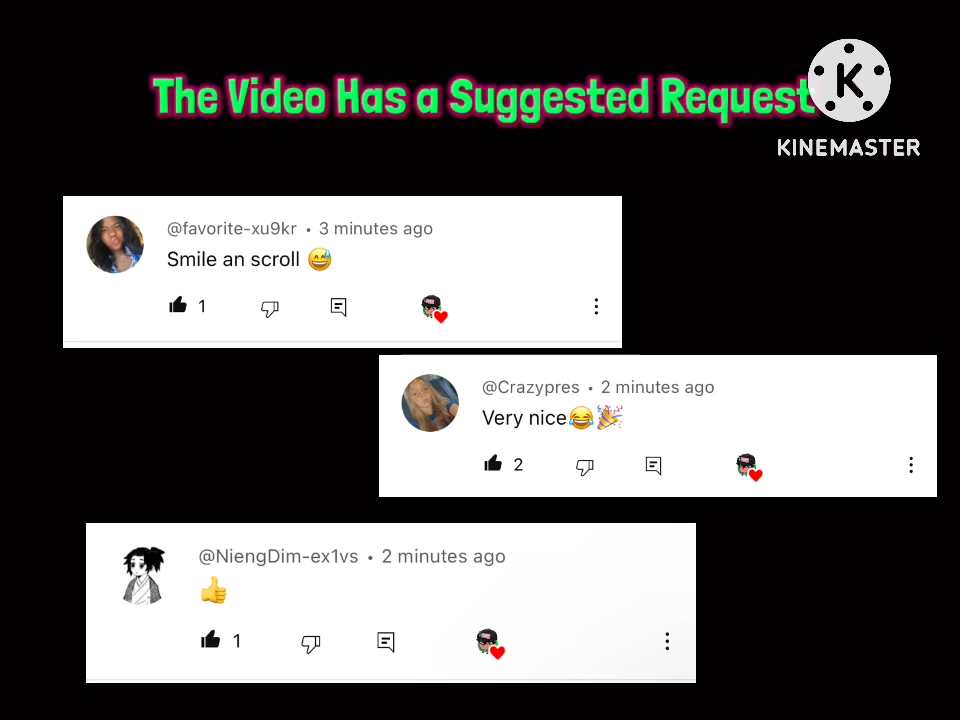 The Video Has a Suggested Request
K
KINEMASTER
@favorite-xu9kr • 3 minutes ago
Smile an scroll 😅
1
@Crazypres • 2 minutes ago
Very nice😂🎉
2
@NiengDim-ex1vs • 2 minutes ago
👍
1